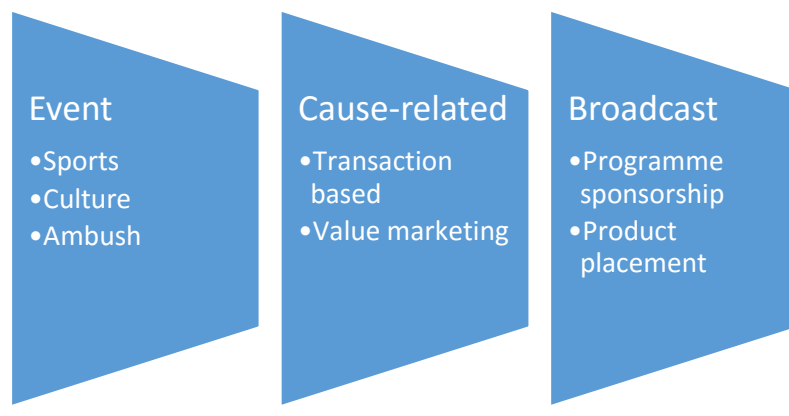 Event
•Sports
•Culture
•Ambush
Cause-related
•Transaction
based
•Value marketing
Broadcast
•Programme
sponsorship
•Product
placement